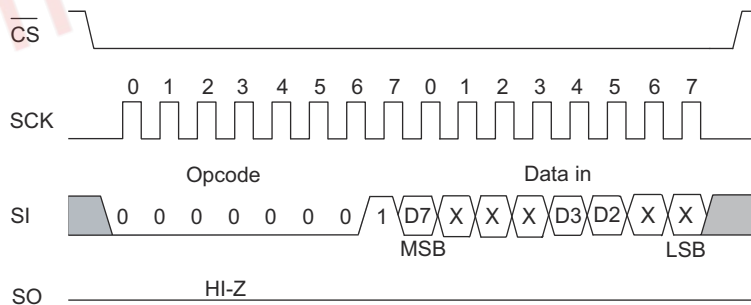 CS
0 1 2 3 4 5 6 7 0 1 2 3 4 5 6 7
SCK
Opcode Data in
SI 0 0 0 0 0 0 0 1 D7 X X X D3 D2 X X
MSB LSB
HI-Z
SO